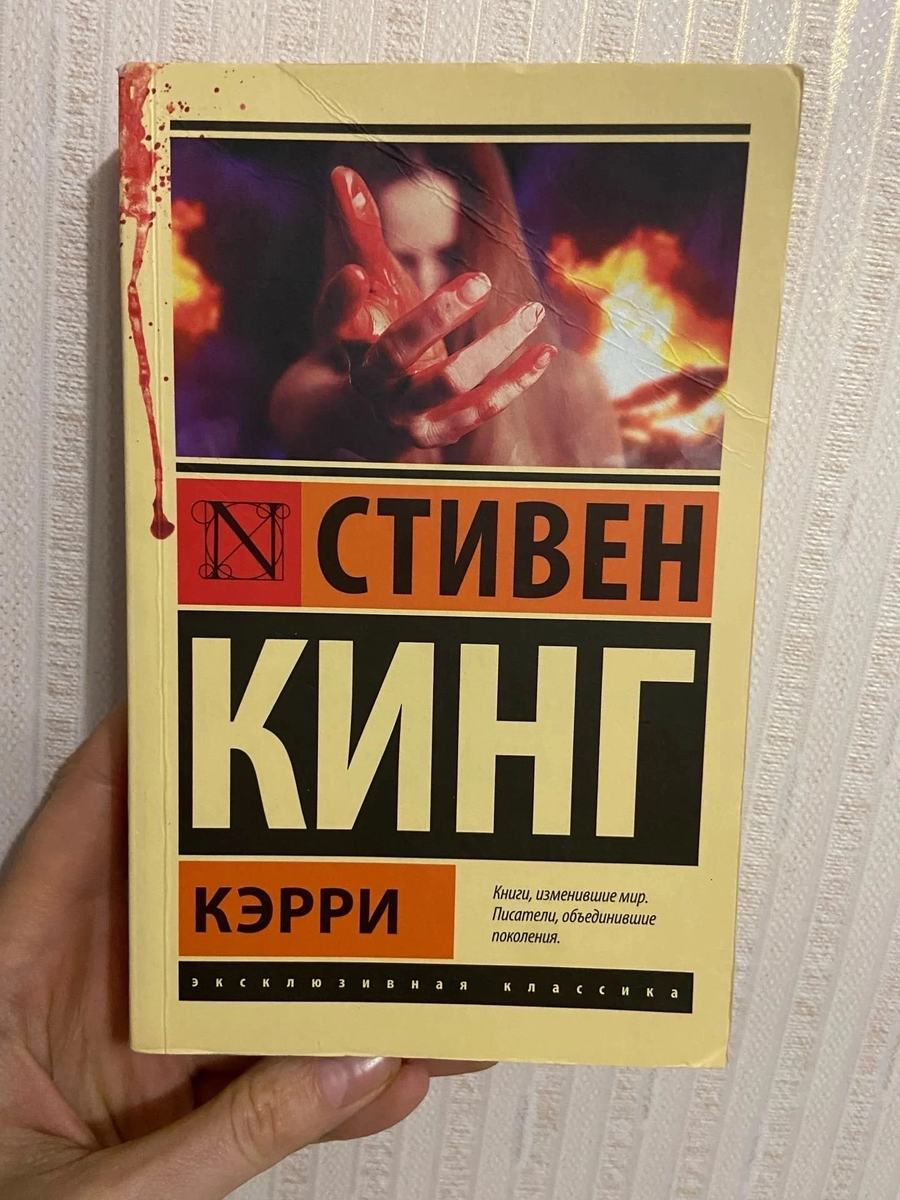 N СТИВЕН
КИНГ
КЭРРИ
Книги, изменившие мир.
Писатели, объединившие
поколения.
эксклюзивная классика